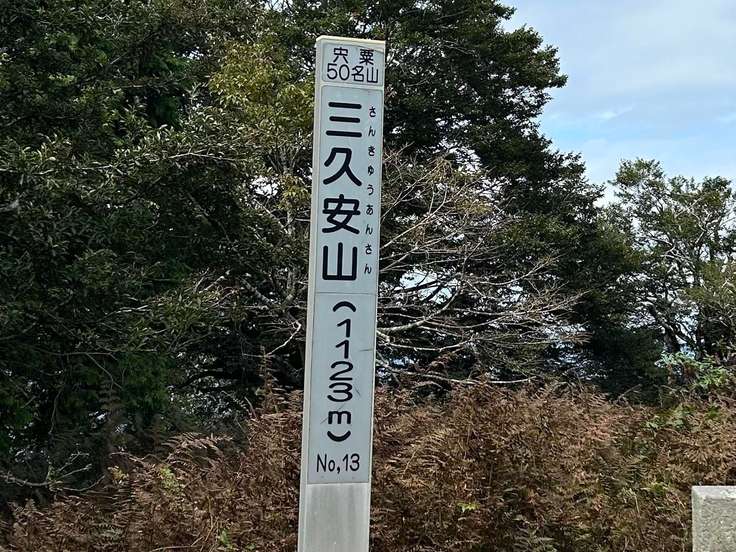 宍粟
50名山
三久安山
さんきゅうあんさん
(1123m)
No,13